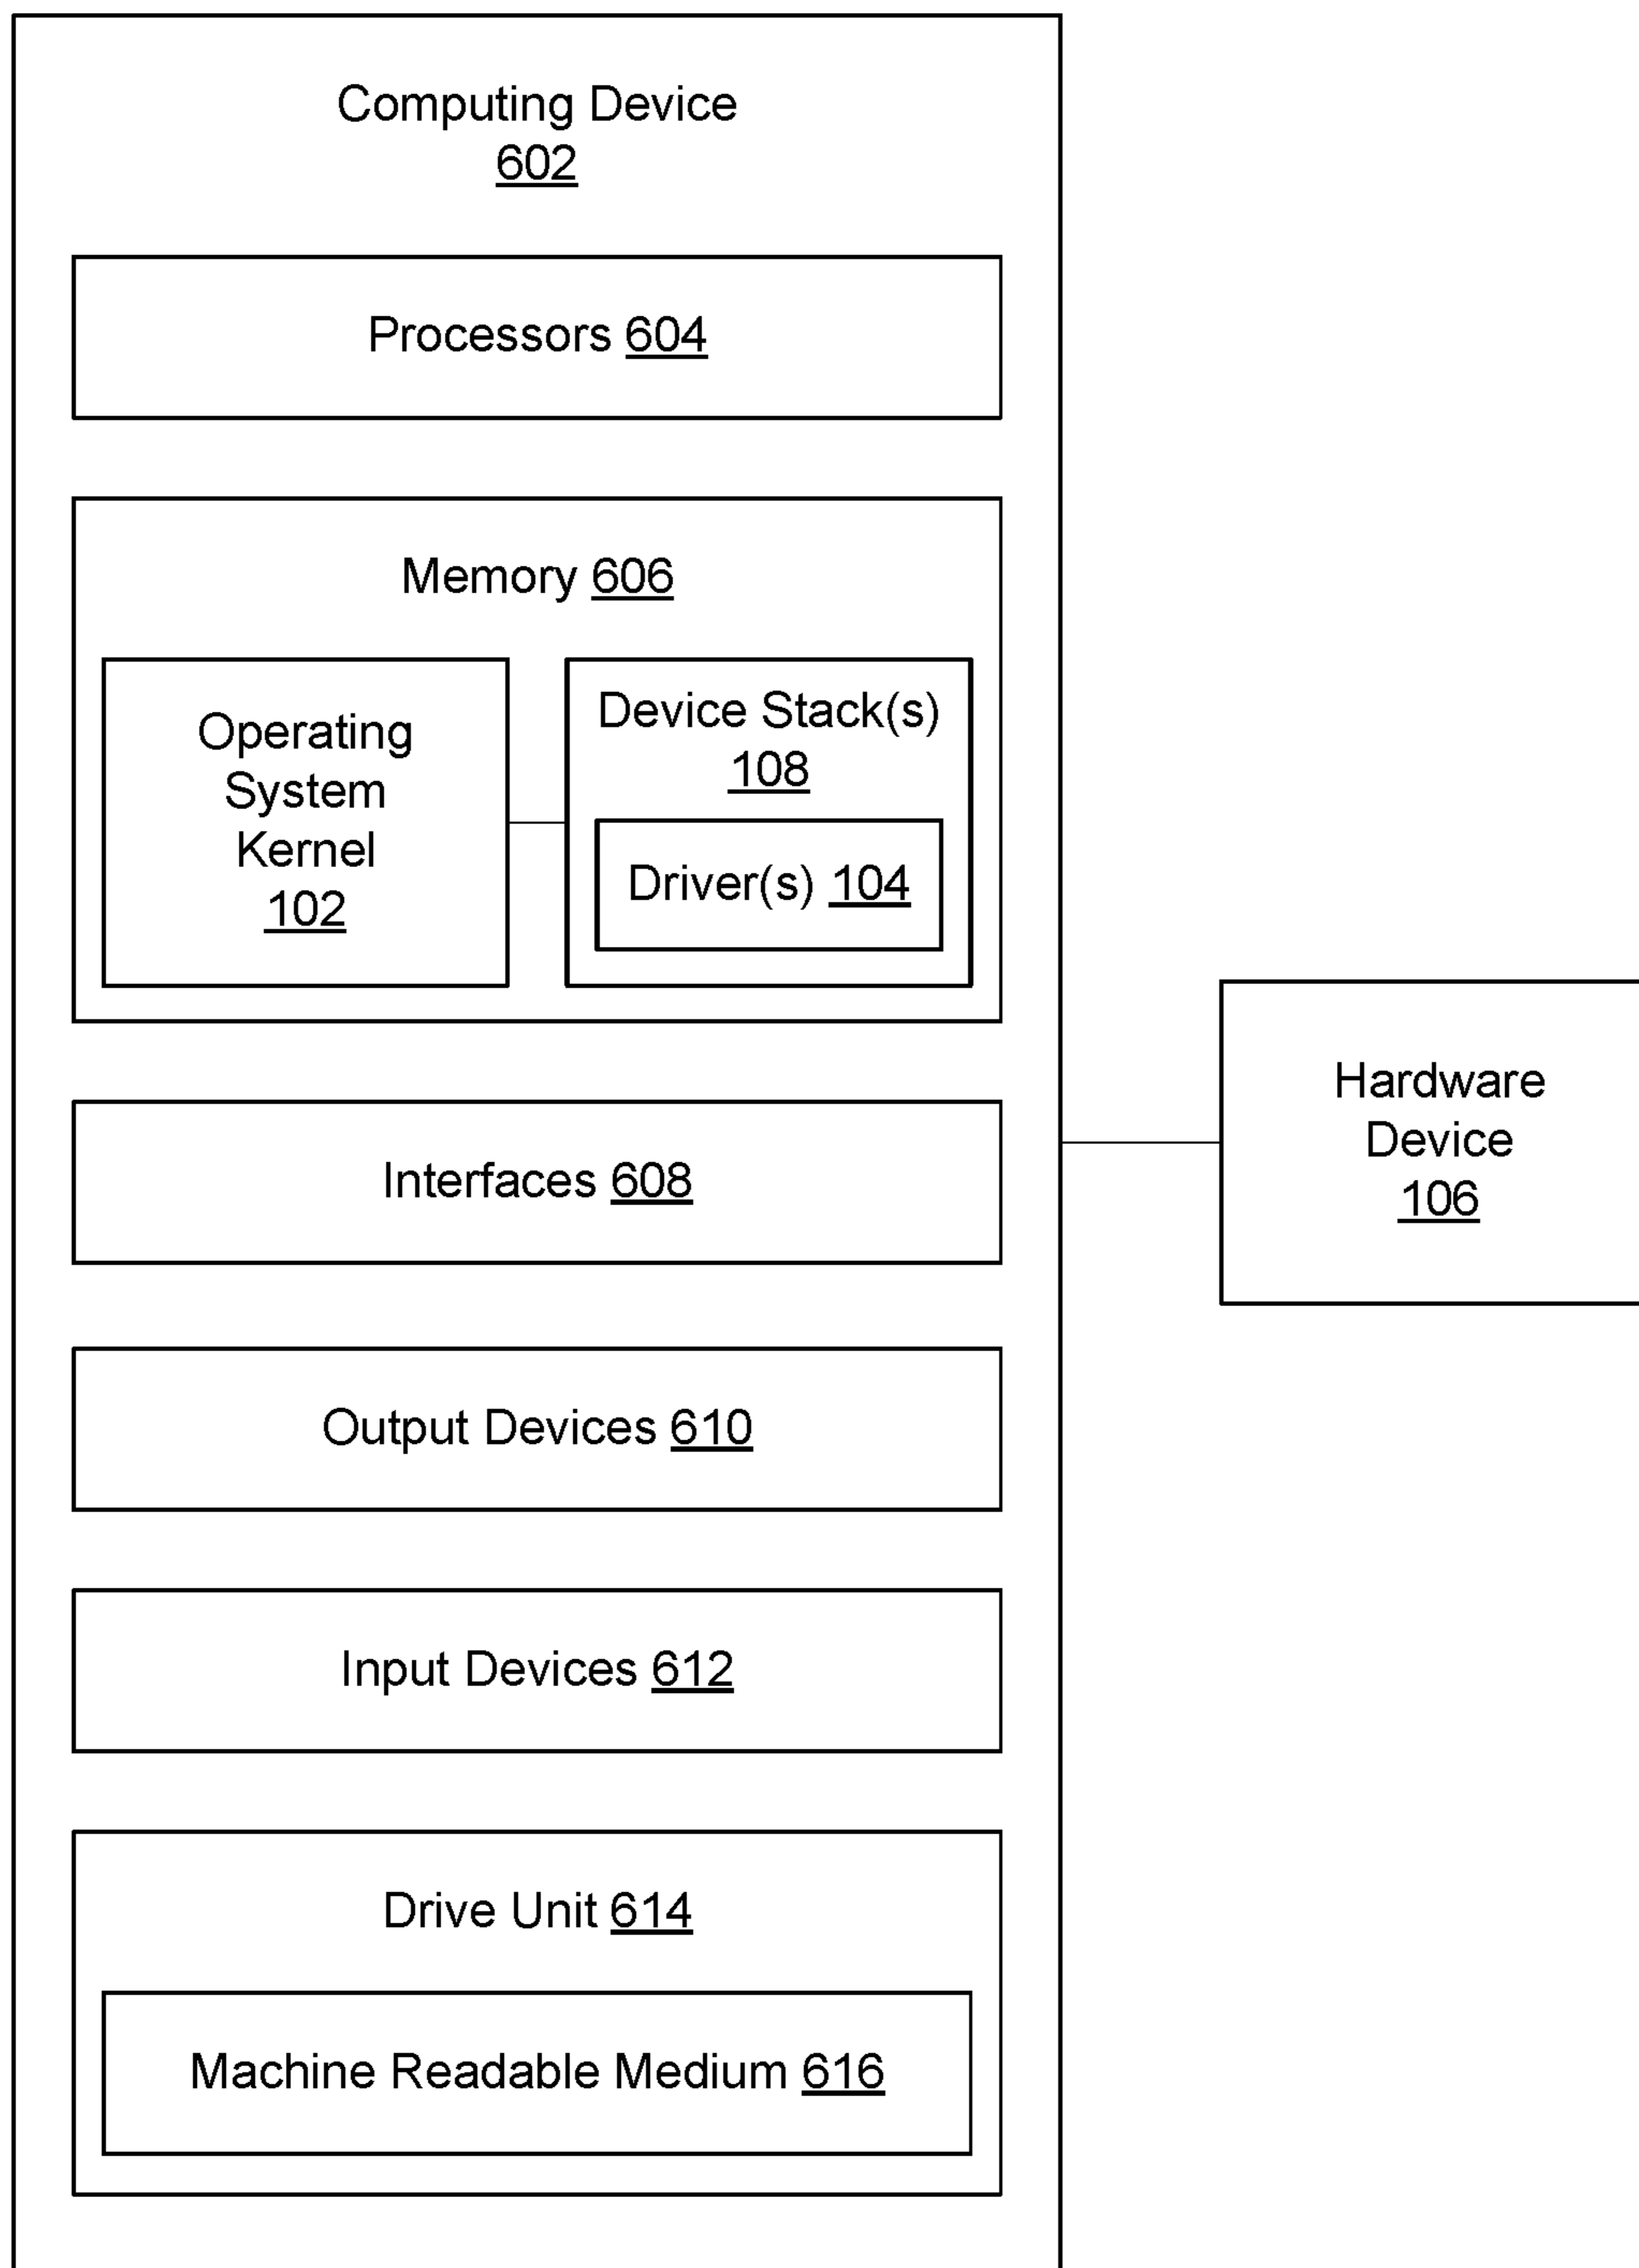 Computing Device
602
Processors 604
Memory 606
Operating
System
Kernel
102
Device Stack(s)
108
Driver(s) 104
Hardware
Device
106
Interfaces 608
Output Devices 610
Input Devices 612
Drive Unit 614
Machine Readable Medium 616